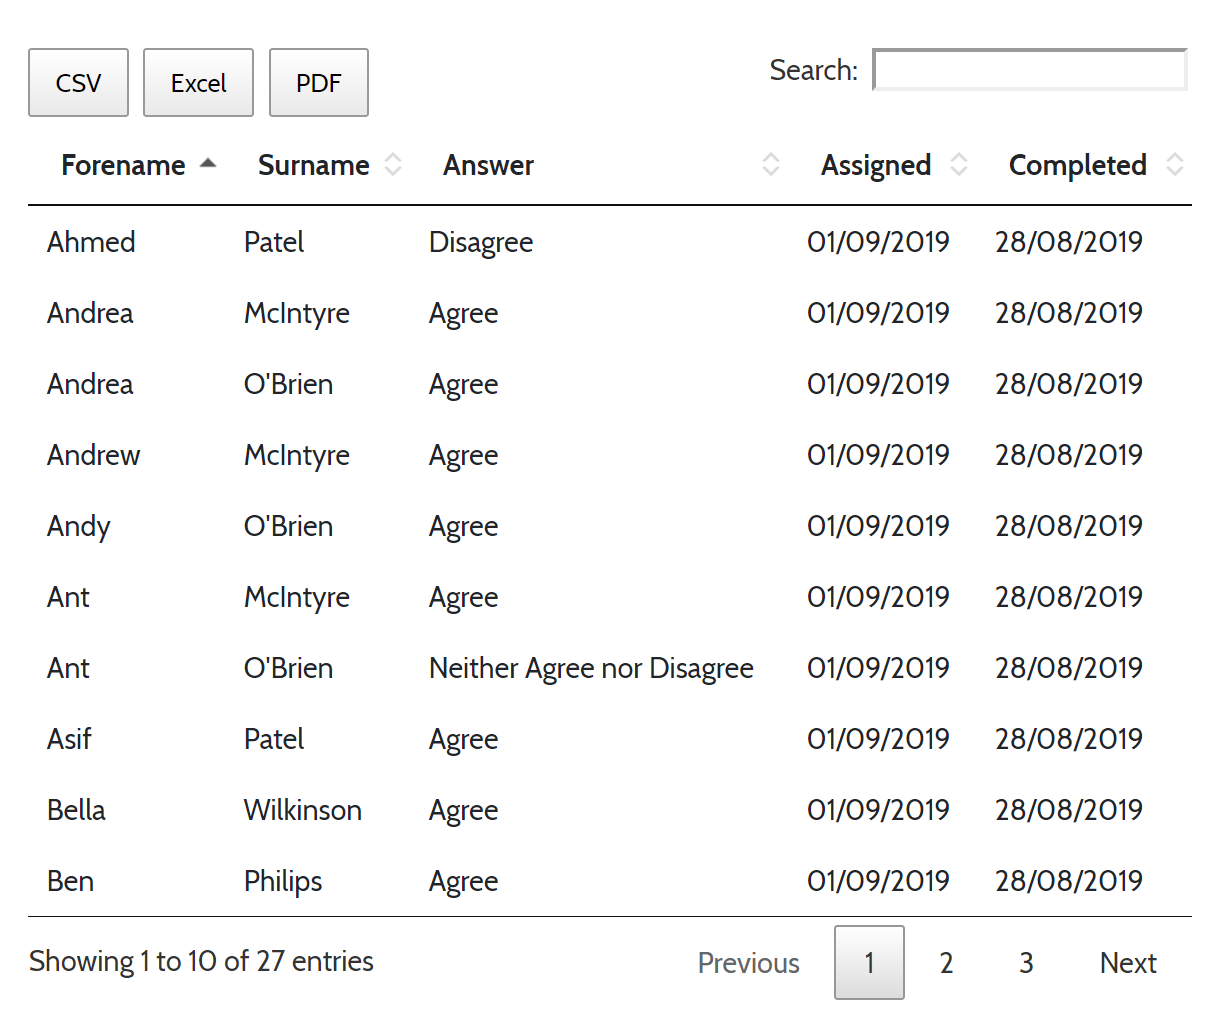 CSV Excel PDF Search:
Forename Surname Answer Assigned Completed
Ahmed Patel Disagree 01/09/2019 28/08/2019
Andrea McIntyre Agree 01/09/2019 28/08/2019
Andrea O'Brien Agree 01/09/2019 28/08/2019
Andrew McIntyre Agree 01/09/2019 28/08/2019
Andy O'Brien Agree 01/09/2019 28/08/2019
Ant McIntyre Agree 01/09/2019 28/08/2019
Ant O'Brien Neither Agree nor Disagree 01/09/2019 28/08/2019
Asif Patel Agree 01/09/2019 28/08/2019
Bella Wilkinson Agree 01/09/2019 28/08/2019
Ben Philips Agree 01/09/2019 28/08/2019
Showing 1 to 10 of 27 entries Previous 1 2 3 Next